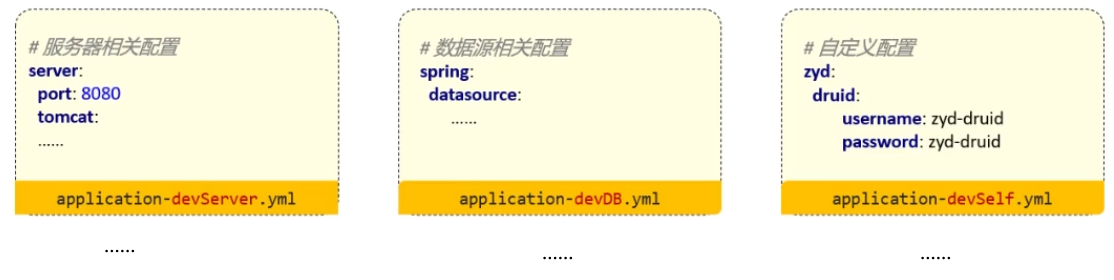 # 服务器相关配置
server:
port: 8080
tomcat:
......
application-devServer.yml
......
# 数据源相关配置
spring:
datasource:
......
application-devDB.yml
......
# 自定义配置
zyd:
druid:
username: zyd-druid
password: zyd-druid
application-devSelf.yml
......